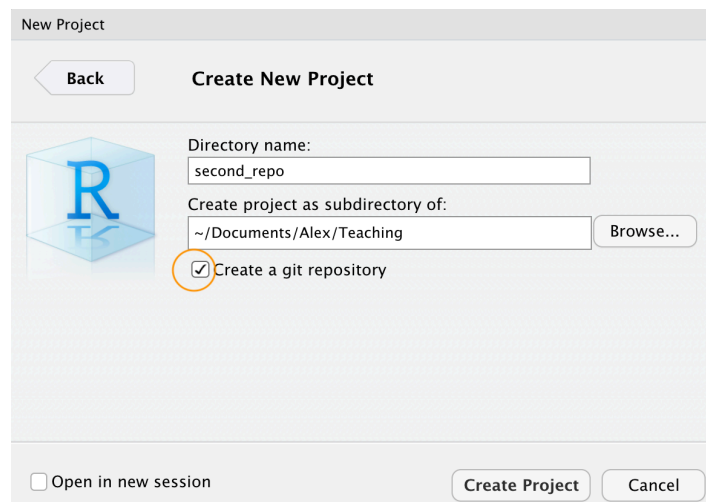 New Project
Back
Create New Project
R
Directory name:
second_repo
Create project as subdirectory of:
~/Documents/Alex/Teaching
Browse...
Create a git repository
Open in new session
Create Project
Cancel